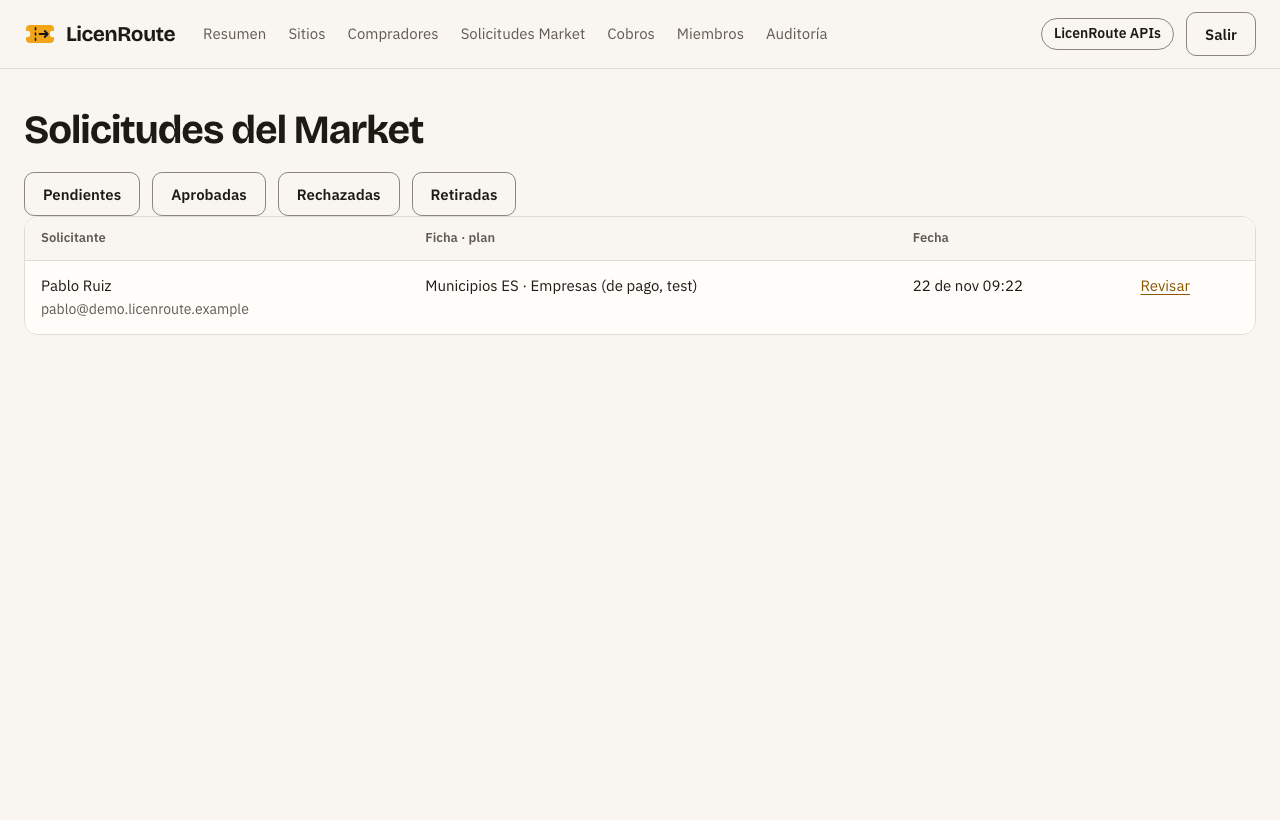 LicenRoute Resumen Sitios Compradores Solicitudes Market Cobros Miembros Auditoría LicenRoute APIs Salir
Solicitudes del Market
Pendientes Aprobadas Rechazadas Retiradas
Solicitante Ficha · plan Fecha
Pablo Ruiz Municipios ES · Empresas (de pago, test) 22 de nov 09:22 Revisar
pablo@demo.licenroute.example